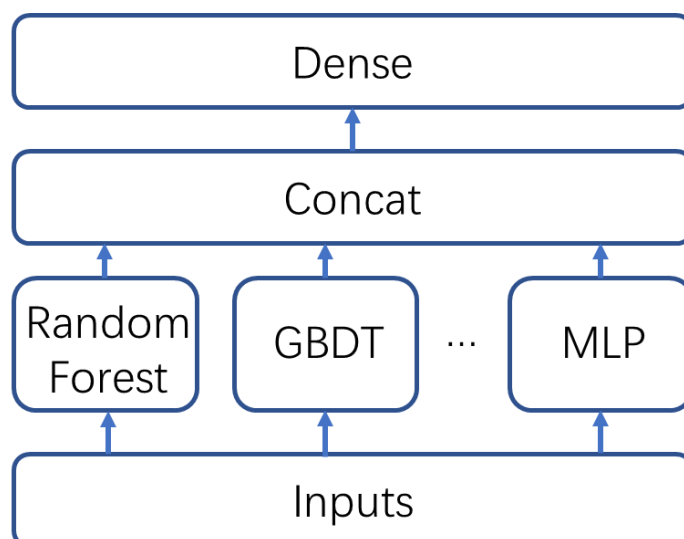 Dense
Concat
Random
Forest
GBDT
...
MLP
Inputs